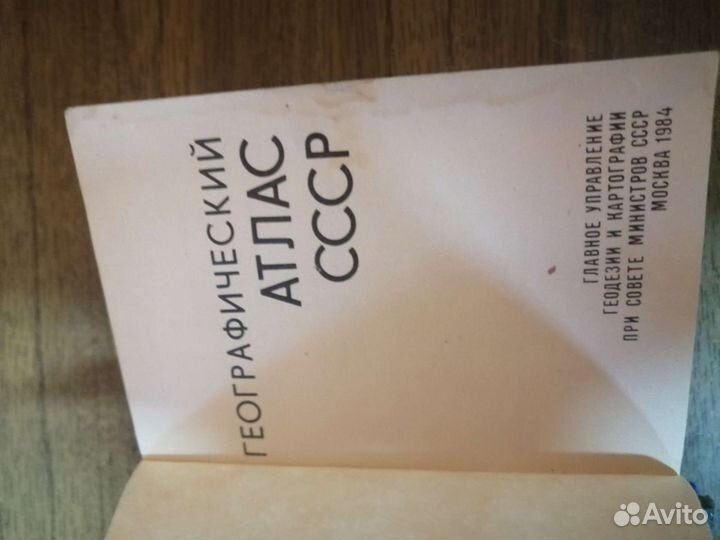 ГЕОГРАФИЧЕСКИЙ
АТЛАС
СССР
ГЛАВНОЕ УПРАВЛЕНИЕ
ГЕОДЕЗИИ И КАРТОГРАФИИ
ПРИ СОВЕТЕ МИНИСТРОВ СССР
МОСКВА 1984
Avito